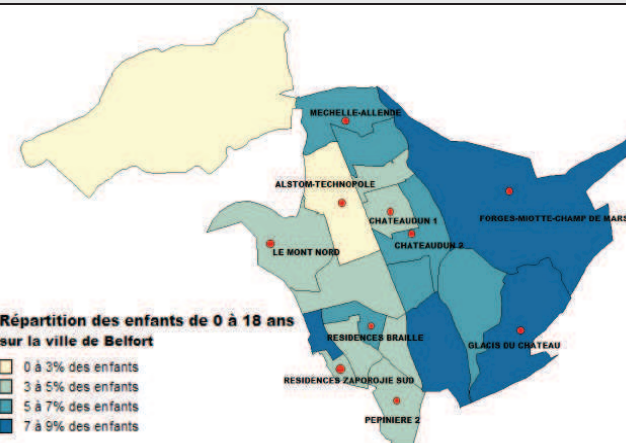 MECHELLE-ALLENDE
ALSTOM-TECHNOPOLE
CHATEAUDUN 1
FORGES-MIOTTE-CHAMP DE MARS
CHATEAUDUN 2
LE MONT NORD
Répartition des enfants de 0 à 18 ans
sur la ville de Belfort
RESIDENCES BRAILLE
GLACIS DU CHATEAU
0 à 3% des enfants
3 à 5% des enfants
RESIDENCES ZAPOROJIE SUD
5 à 7% des enfants
7 à 9% des enfants
PEPINIERE 2